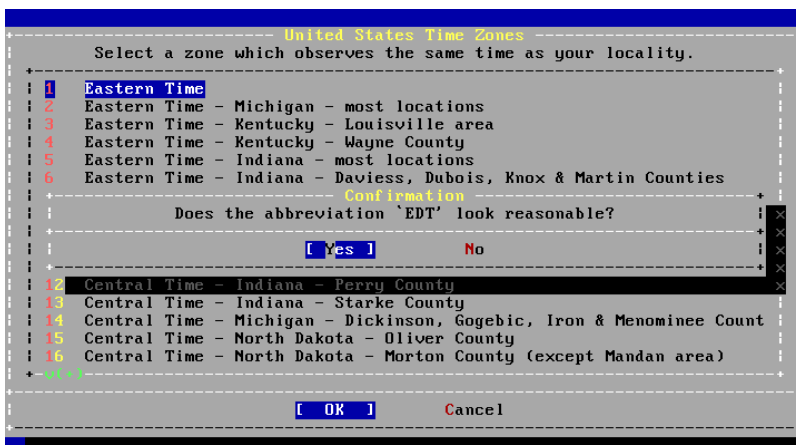 United States Time Zones
Select a zone which observes the same time as your locality.
1 Eastern Time
2 Eastern Time - Michigan - most locations
3 Eastern Time - Kentucky - Louisville area
4 Eastern Time - Kentucky - Wayne County
5 Eastern Time - Indiana - most locations
6 Eastern Time - Indiana - Daviess, Dubois, Knox & Martin Counties
Confirmation
Does the abbreviation `EDT' look reasonable?
[ Yes ] No
12 Central Time - Indiana - Perry County
13 Central Time - Indiana - Starke County
14 Central Time - Michigan - Dickinson, Gogebic, Iron & Menominee Count
15 Central Time - North Dakota - Oliver County
16 Central Time - North Dakota - Morton County (except Mandan area)
v(+)
[ OK ] Cancel